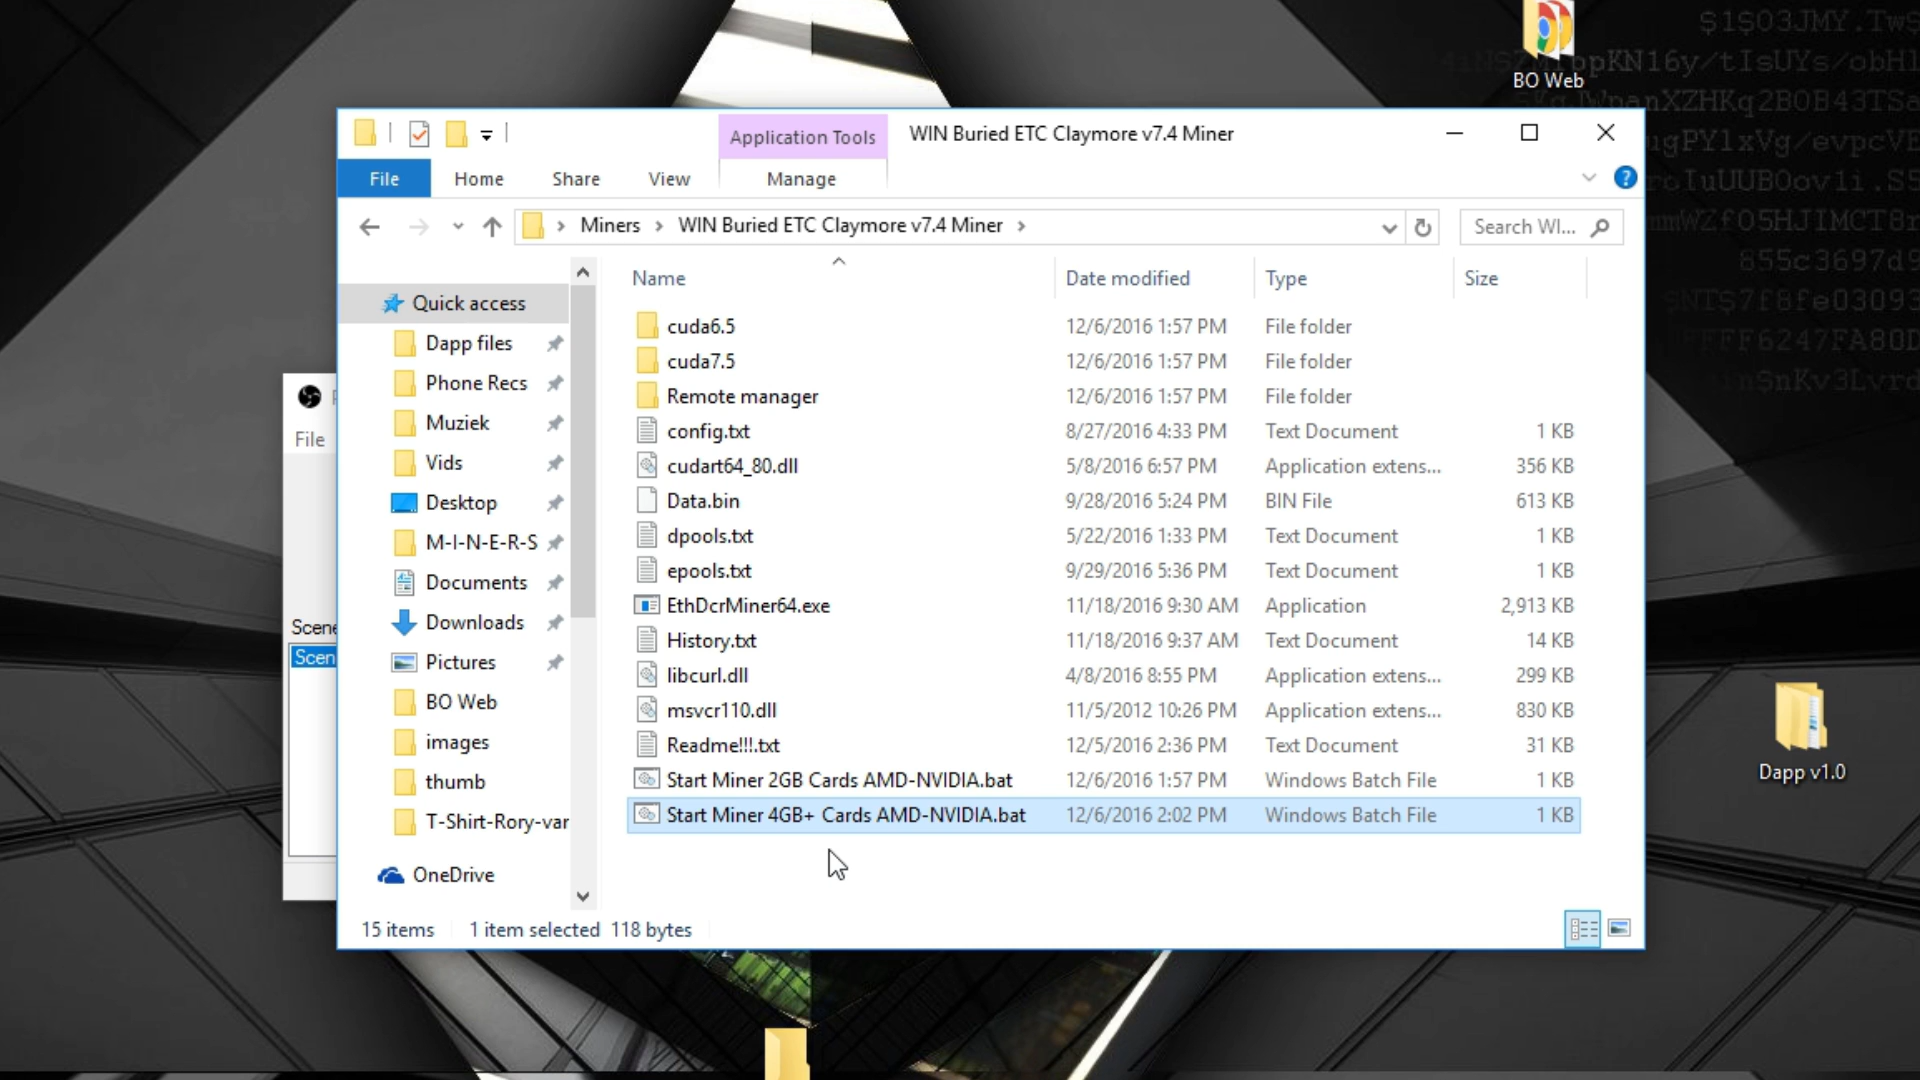 $1$O3JMY.Tw$
BO Web
Application Tools
WIN Buried ETC Claymore v7.4 Miner
File
Home
Share
View
Manage
Miners
WIN Buried ETC Claymore v7.4 Miner
Search WI...
Name
Date modified
Type
Size
Quick access
Dapp files
Phone Recs
Muziek
Vids
Desktop
M-I-N-E-R-S
Documents
Downloads
Pictures
BO Web
images
thumb
T-Shirt-Rory-var
OneDrive
cuda6.5 12/6/2016 1:57 PM File folder
cuda7.5 12/6/2016 1:57 PM File folder
Remote manager 12/6/2016 1:57 PM File folder
config.txt 8/27/2016 4:33 PM Text Document 1 KB
cudart64_80.dll 5/8/2016 6:57 PM Application extens... 356 KB
Data.bin 9/28/2016 5:24 PM BIN File 613 KB
dpools.txt 5/22/2016 1:33 PM Text Document 1 KB
epools.txt 9/29/2016 5:36 PM Text Document 1 KB
EthDcrMiner64.exe 11/18/2016 9:30 AM Application 2,913 KB
History.txt 11/18/2016 9:37 AM Text Document 14 KB
libcurl.dll 4/8/2016 8:55 PM Application extens... 299 KB
msvcr110.dll 11/5/2012 10:26 PM Application extens... 830 KB
Readme!!!.txt 12/5/2016 2:36 PM Text Document 31 KB
Start Miner 2GB Cards AMD-NVIDIA.bat 12/6/2016 1:57 PM Windows Batch File 1 KB
Start Miner 4GB+ Cards AMD-NVIDIA.bat 12/6/2016 2:02 PM Windows Batch File 1 KB
15 items 1 item selected 118 bytes
File
Scene
Scen
855c3697d9
Dapp v1.0